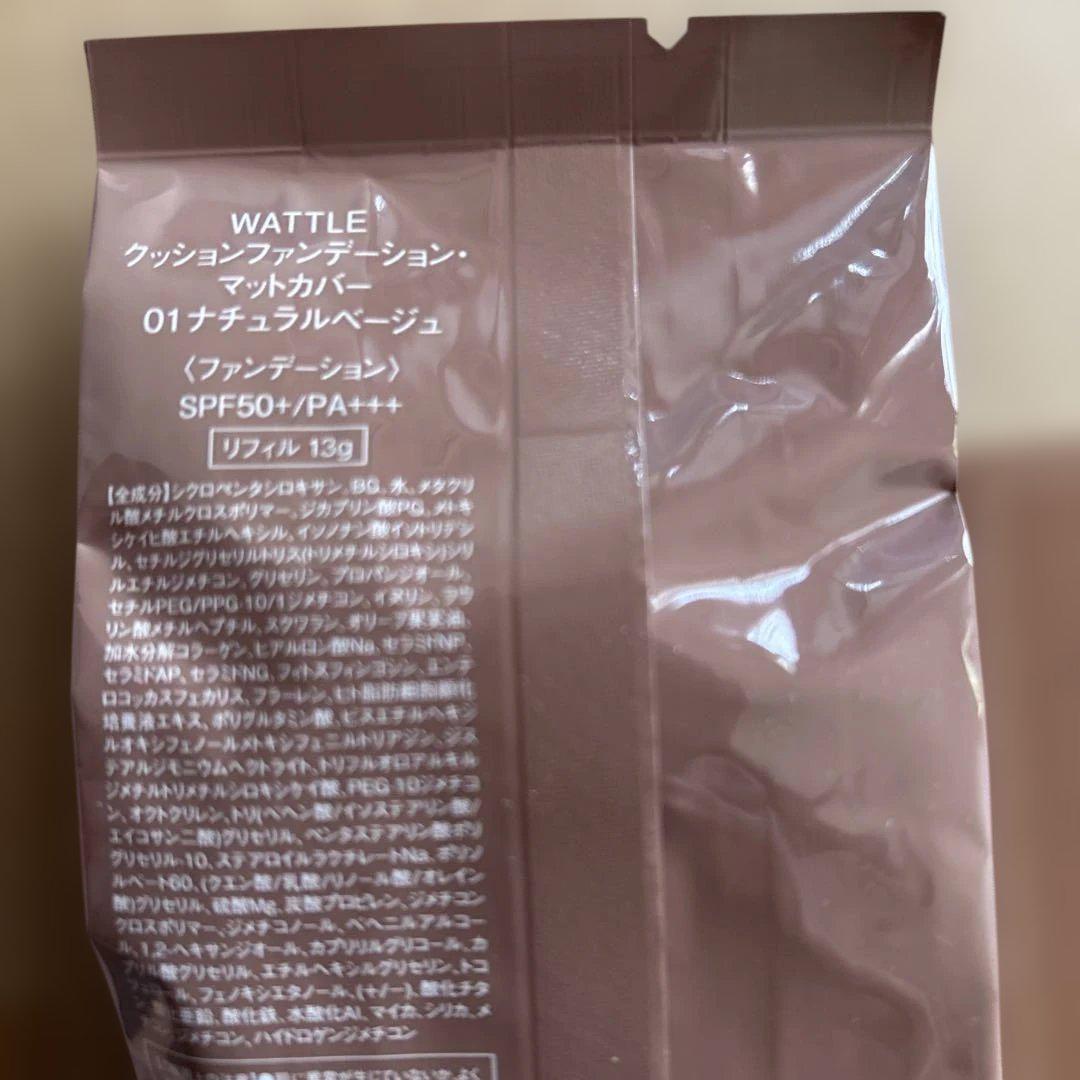 WATTLE
クッションファンデーション・
マットカバー
01ナチュラルベージュ
〈ファンデーション〉
SPF50+/PA+++
リフィル 13g
【全成分】シクロペンタシロキサン、BG、水、メタクリ
ル酸メチルクロスポリマー、ジカプリン酸PG、メトキ
シケイヒ酸エチルヘキシル、イソノナン酸イソトリデシ
ル、セチルジグリセリルトリス(トリメチルシロキシ)シリ
ルエチルジメチコン、グリセリン、プロパンジオール、
セチルPEG/PPG-10/1ジメチコン、イヌリン、ラウ
リン酸メチルヘプチル、スクワラン、オリーブ果実油、
加水分解コラーゲン、ヒアルロン酸Na、セラミドNP、
セラミドAP、セラミドNG、フィトスフィンゴシン、エンテ
ロコッカスフェカリス、フラーレン、ヒト脂肪細胞順化
培養液エキス、ポリグルタミン酸、ビスエチルヘキシ
ルオキシフェノールメトキシフェニルトリアジン、ジス
テアルジモニウムヘクトライト、トリフルオロアルキル
ジメチルトリメチルシロキシケイ酸、PEG-10ジメチコ
ン、オクトクリレン、トリ(ベヘン酸/イソステアリン酸/
エイコサン二酸)グリセリル、ペンタステアリン酸ポリ
グリセリル-10、ステアロイルラクチレートNa、ポリソ
ルベート60、(クエン酸/乳酸/リノール酸/オレイン
酸)グリセリル、硫酸Mg、炭酸プロピレン、ジメチコン
クロスポリマー、ジメチコノール、ベヘニルアルコー
ル、1,2-ヘキサンジオール、カプリリルグリコール、カ
プリル酸グリセリル、エチルヘキシルグリセリン、トコ
ル、フェノキシエタノール、(+/-)、酸化チタ
亜鉛、酸化鉄、水酸化Al、マイカ、シリカ、メ
メチコン、ハイドロゲンジメチコン
異常が生じていないかよく